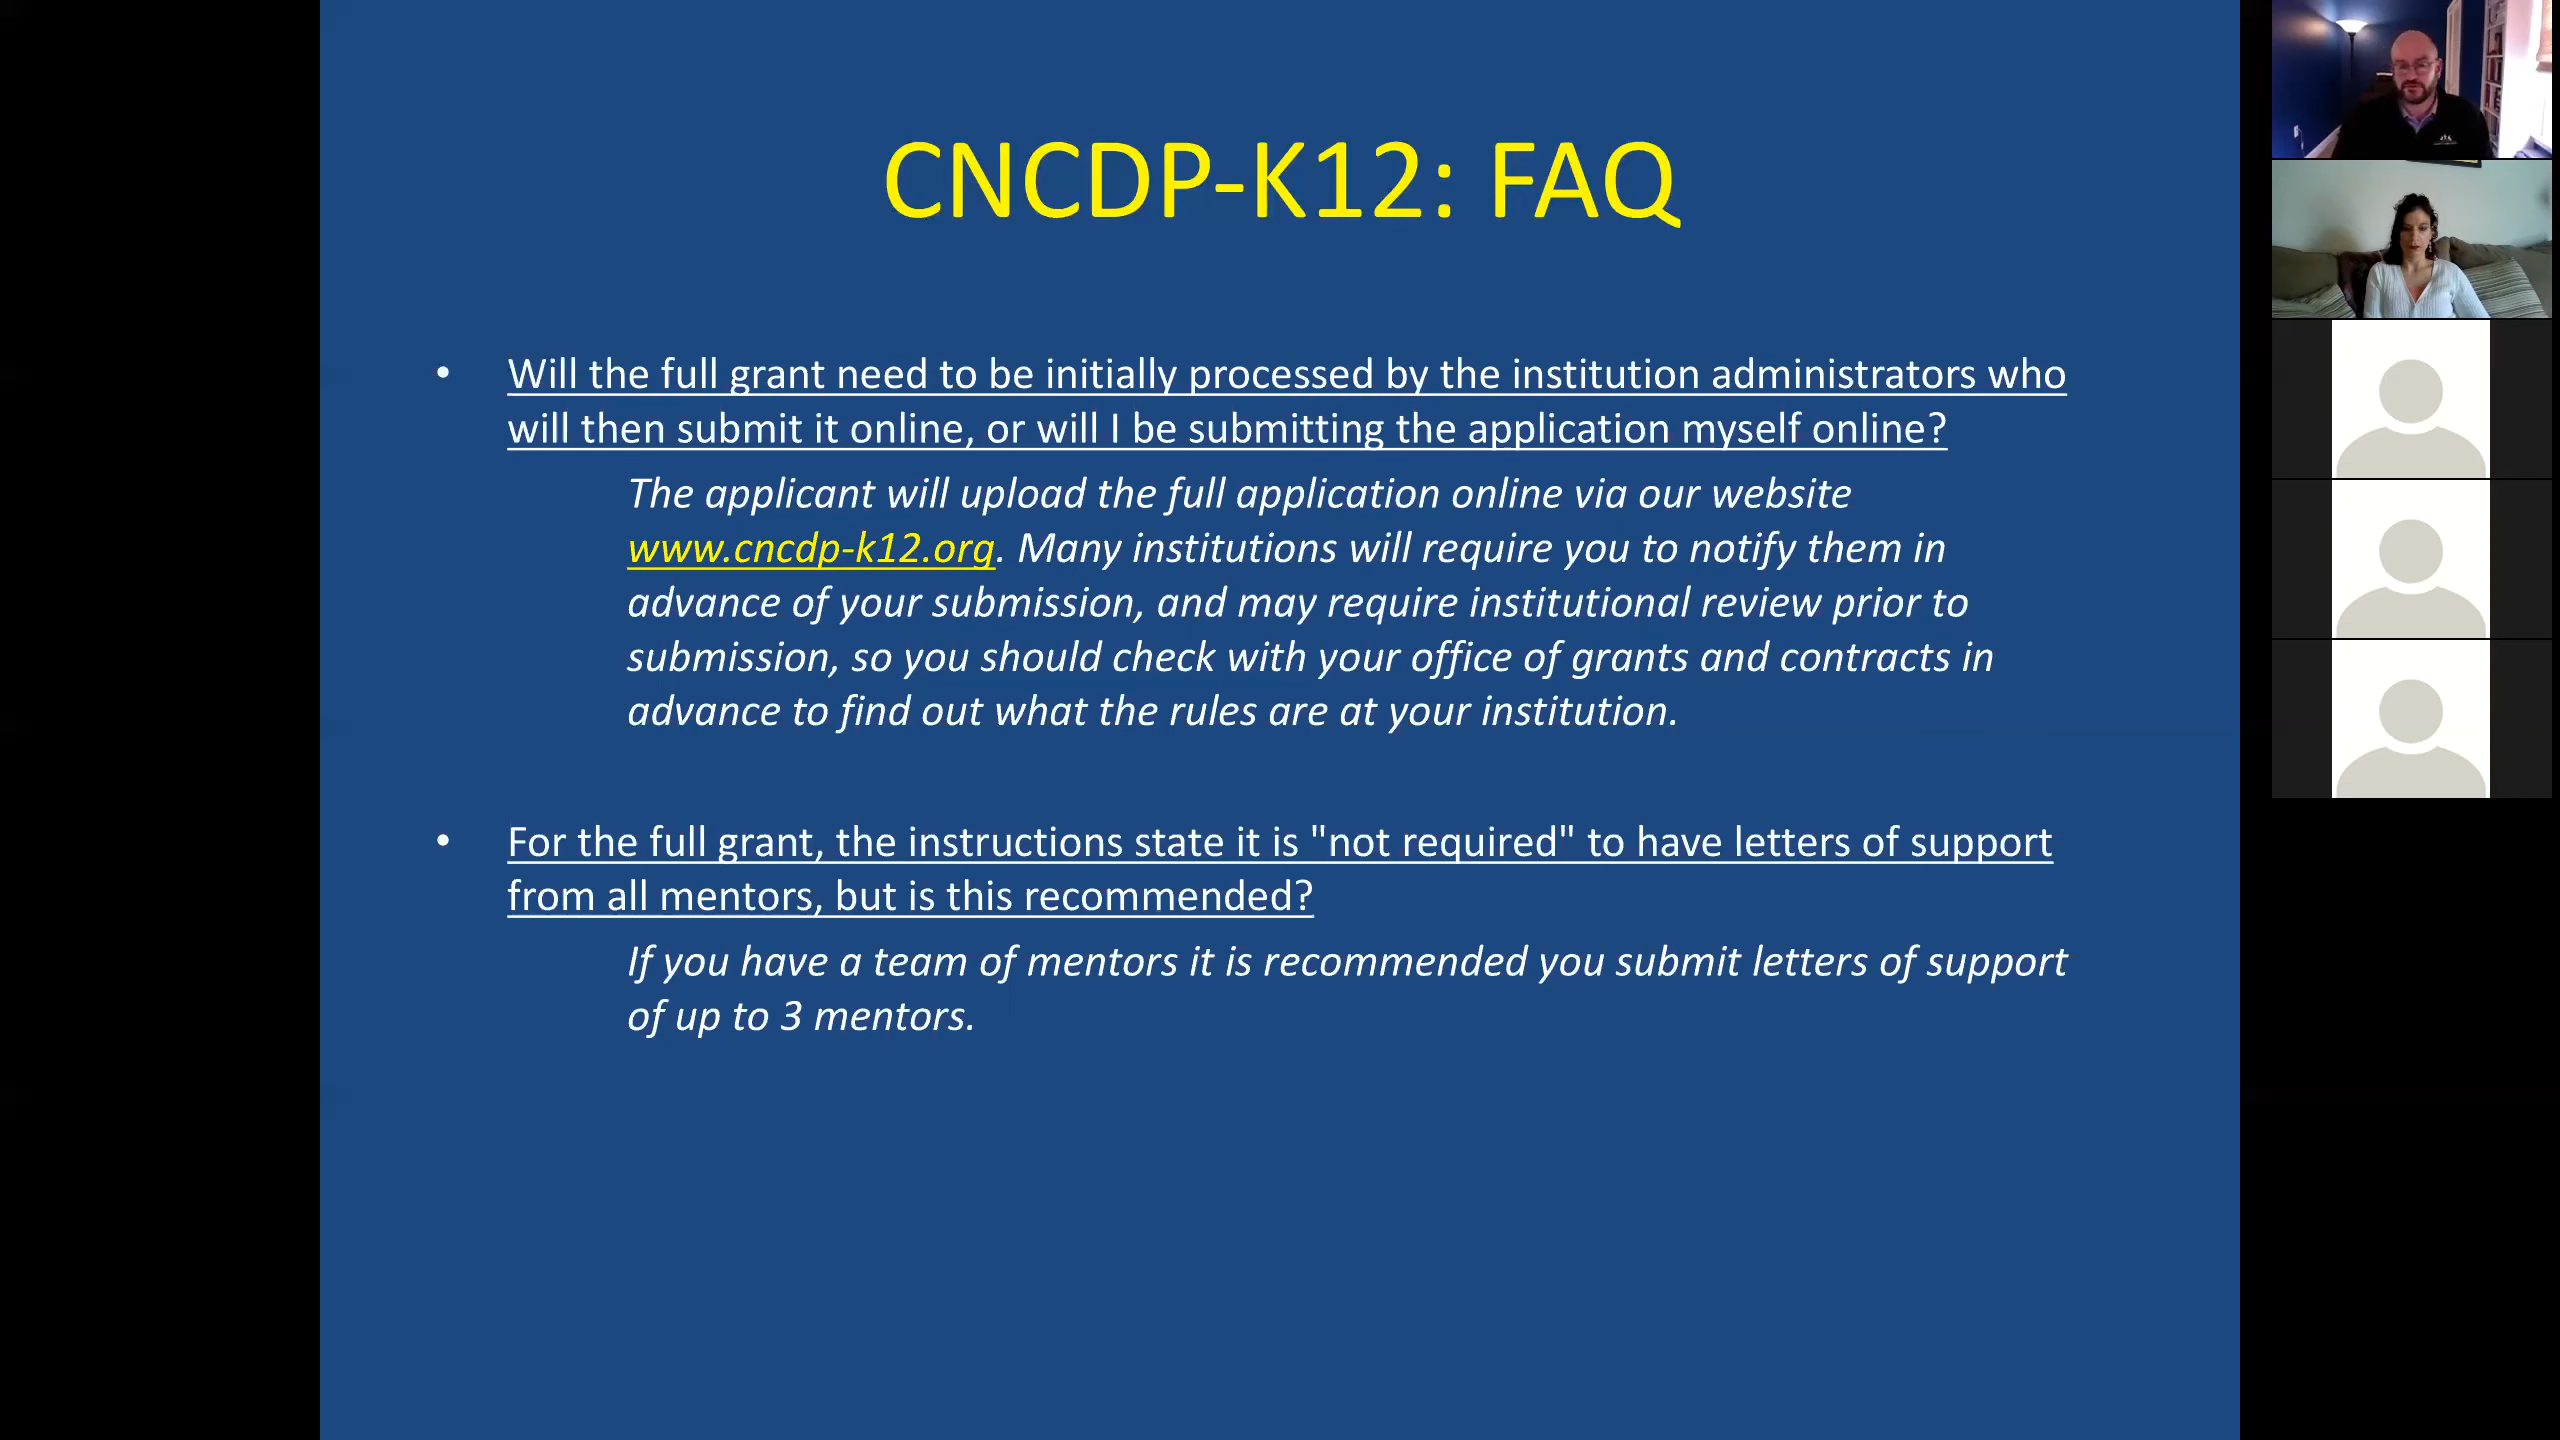 CNCDP-K12: FAQ
• Will the full grant need to be initially processed by the institution administrators who
will then submit it online, or will I be submitting the application myself online?
The applicant will upload the full application online via our website
www.cncdp-k12.org. Many institutions will require you to notify them in
advance of your submission, and may require institutional review prior to
submission, so you should check with your office of grants and contracts in
advance to find out what the rules are at your institution.
• For the full grant, the instructions state it is "not required" to have letters of support
from all mentors, but is this recommended?
If you have a team of mentors it is recommended you submit letters of support
of up to 3 mentors.